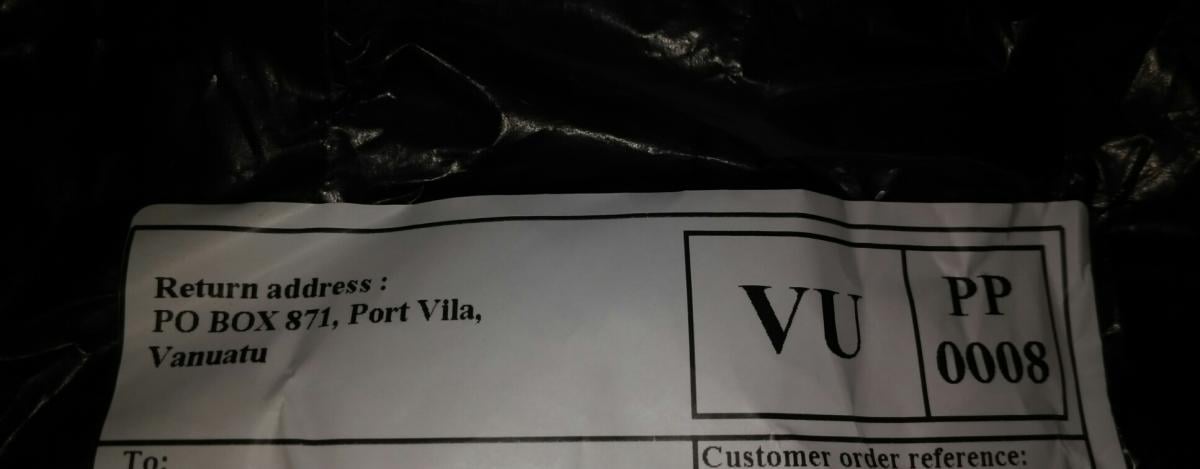 Return address :
PO BOX 871, Port Vila,
Vanuatu
VU
PP
0008
To:
Customer order reference: